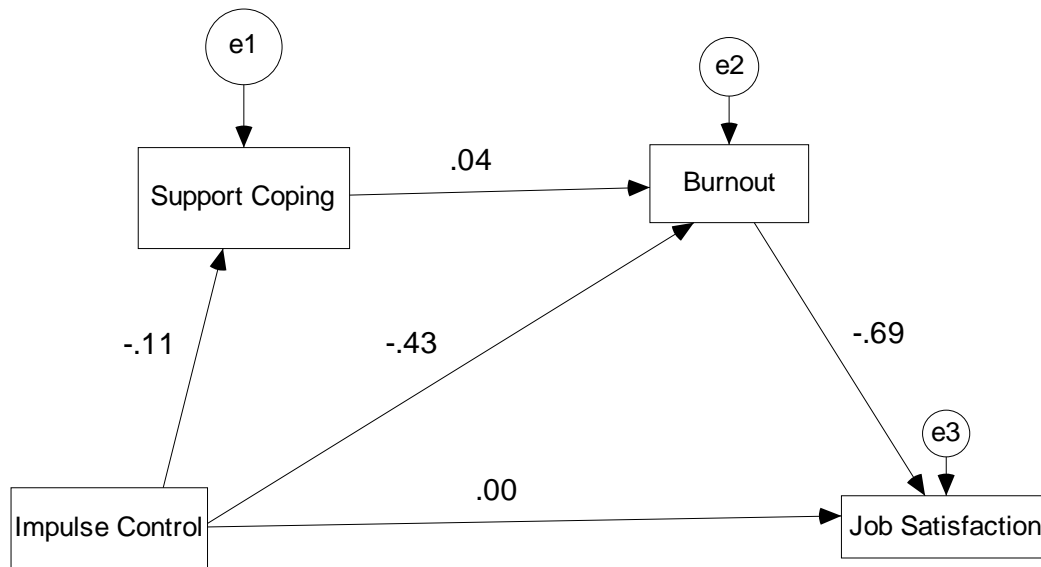 e1
e2
.04
Support Coping
Burnout
-.11
-.43
-.69
e3
.00
Impulse Control
Job Satisfaction